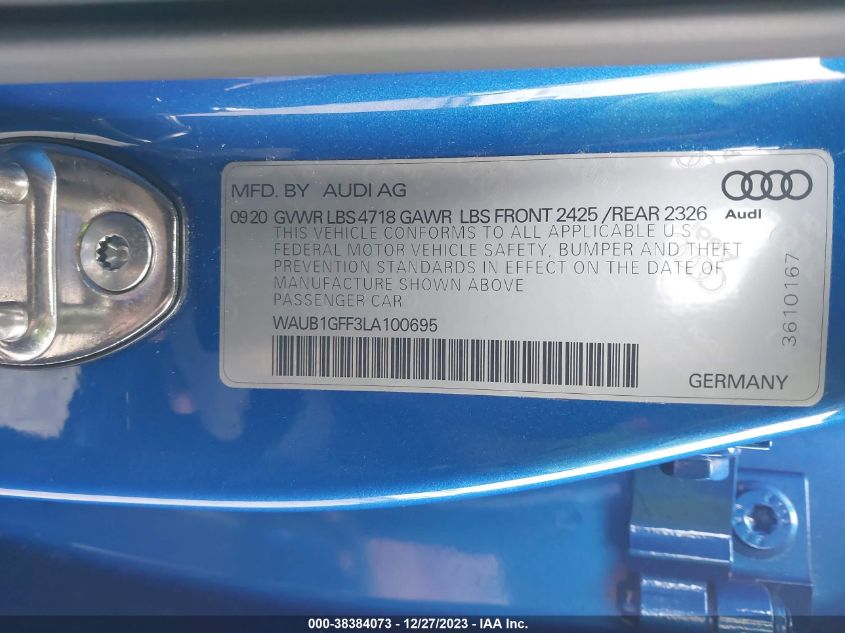 MFD. BY AUDI AG
Audi
09 20 GVWR LBS 4718 GAWR LBS FRONT 2425 /REAR 2326
THIS VEHICLE CONFORMS TO ALL APPLICABLE U.S
FEDERAL MOTOR VEHICLE SAFETY, BUMPER AND THEFT
PREVENTION STANDARDS IN EFFECT ON THE DATE OF
MANUFACTURE SHOWN ABOVE
PASSENGER CAR
WAUB1GFF3LA100695
GERMANY
3610167
000-38384073 - 12/27/2023 - IAA Inc.